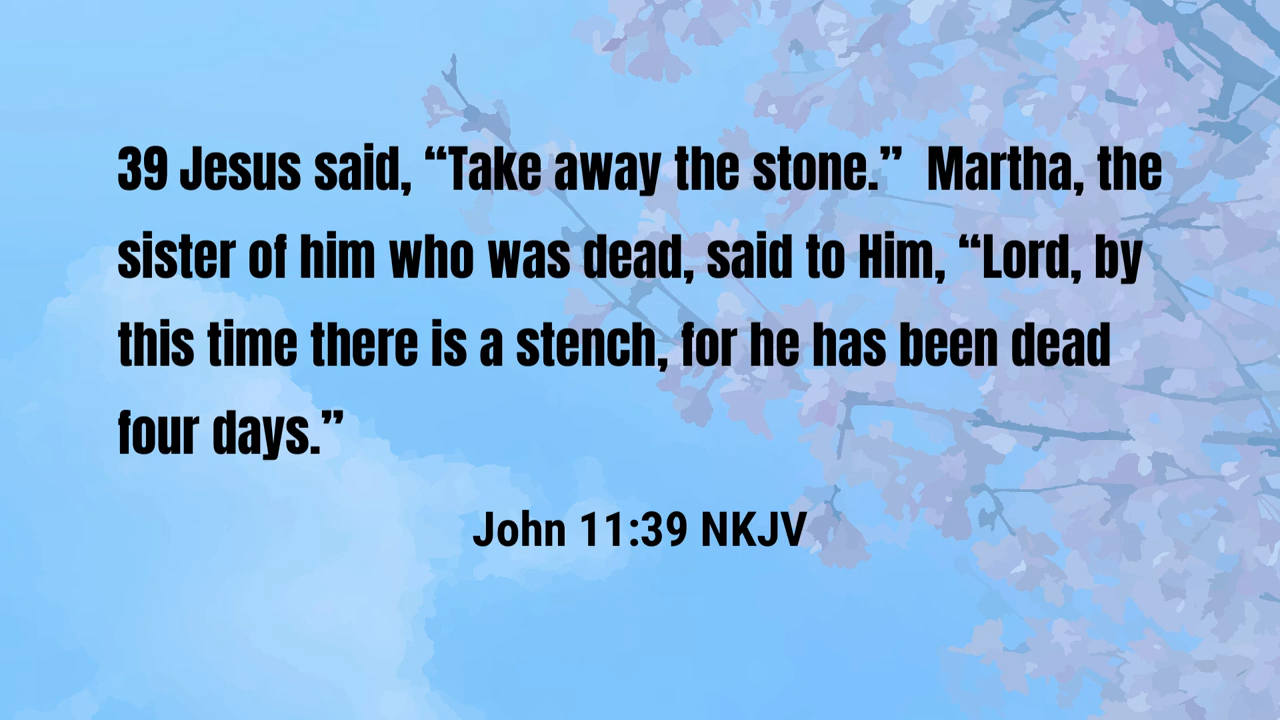 39 Jesus said, “Take away the stone.”  Martha, the
sister of him who was dead, said to Him, “Lord, by
this time there is a stench, for he has been dead
four days.”
John 11:39 NKJV